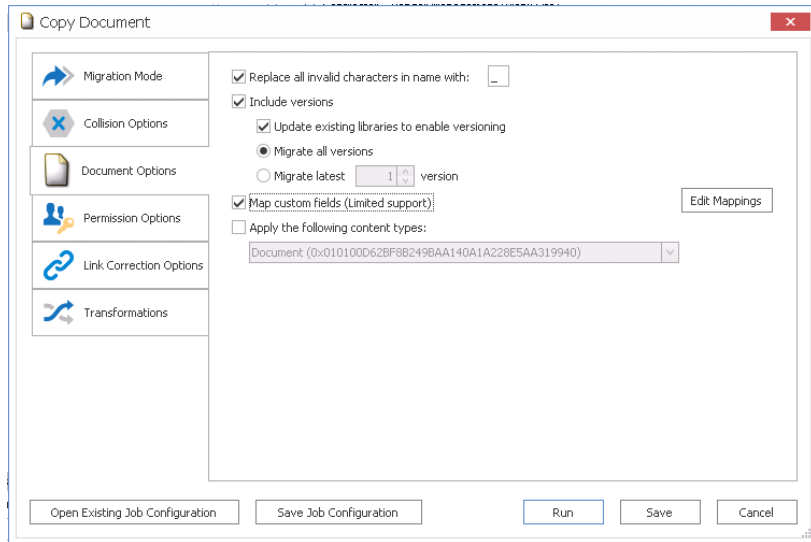 Copy Document
Migration Mode
Collision Options
Document Options
Permission Options
Link Correction Options
Transformations
Replace all invalid characters in name with: _
Include versions
Update existing libraries to enable versioning
Migrate all versions
Migrate latest 1 version
Map custom fields (Limited support)
Edit Mappings
Apply the following content types:
Document (0x010100D62BF8B249BAA140A1A228E5AA319940)
Open Existing Job Configuration
Save Job Configuration
Run
Save
Cancel